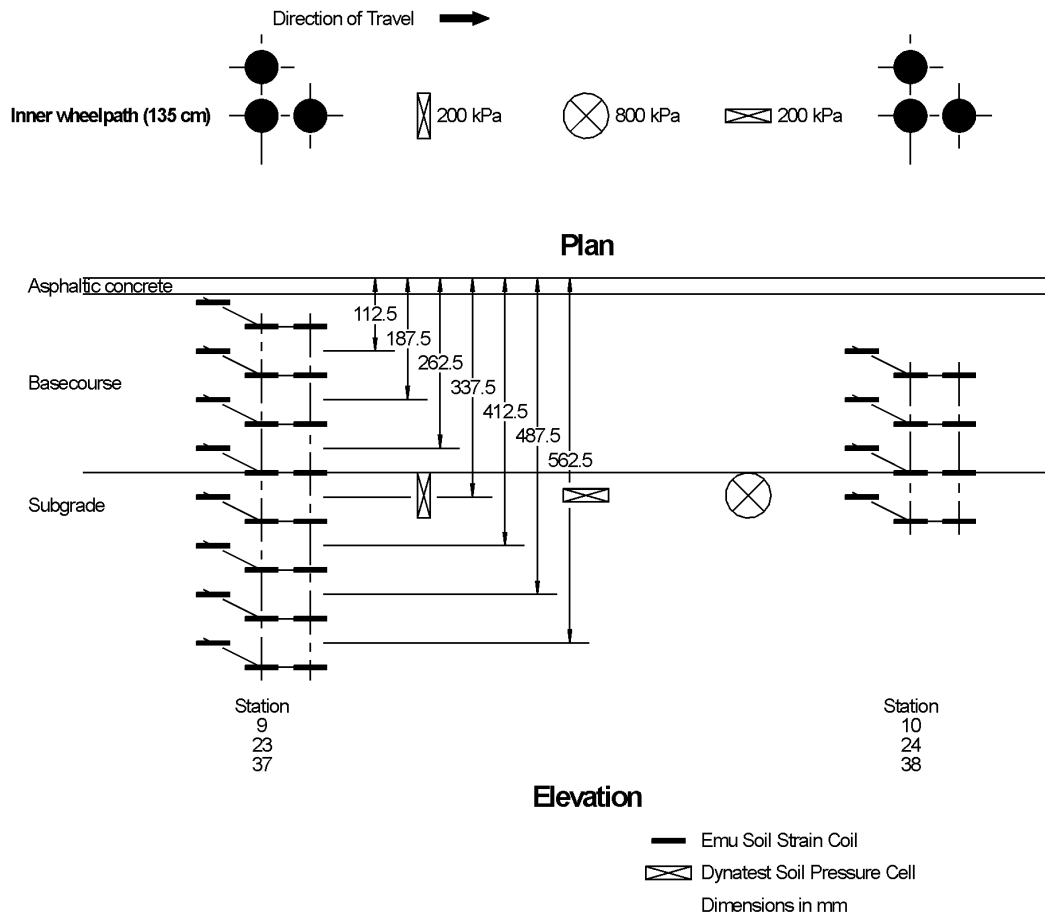 Direction of Travel
Inner wheelpath (135 cm)
200 kPa
800 kPa
200 kPa
Plan
Asphaltic concrete
112.5
187.5
262.5
Basecourse
337.5
412.5
487.5
562.5
Subgrade
Station
9
23
37
Station
10
24
38
Elevation
Emu Soil Strain Coil
Dynatest Soil Pressure Cell
Dimensions in mm